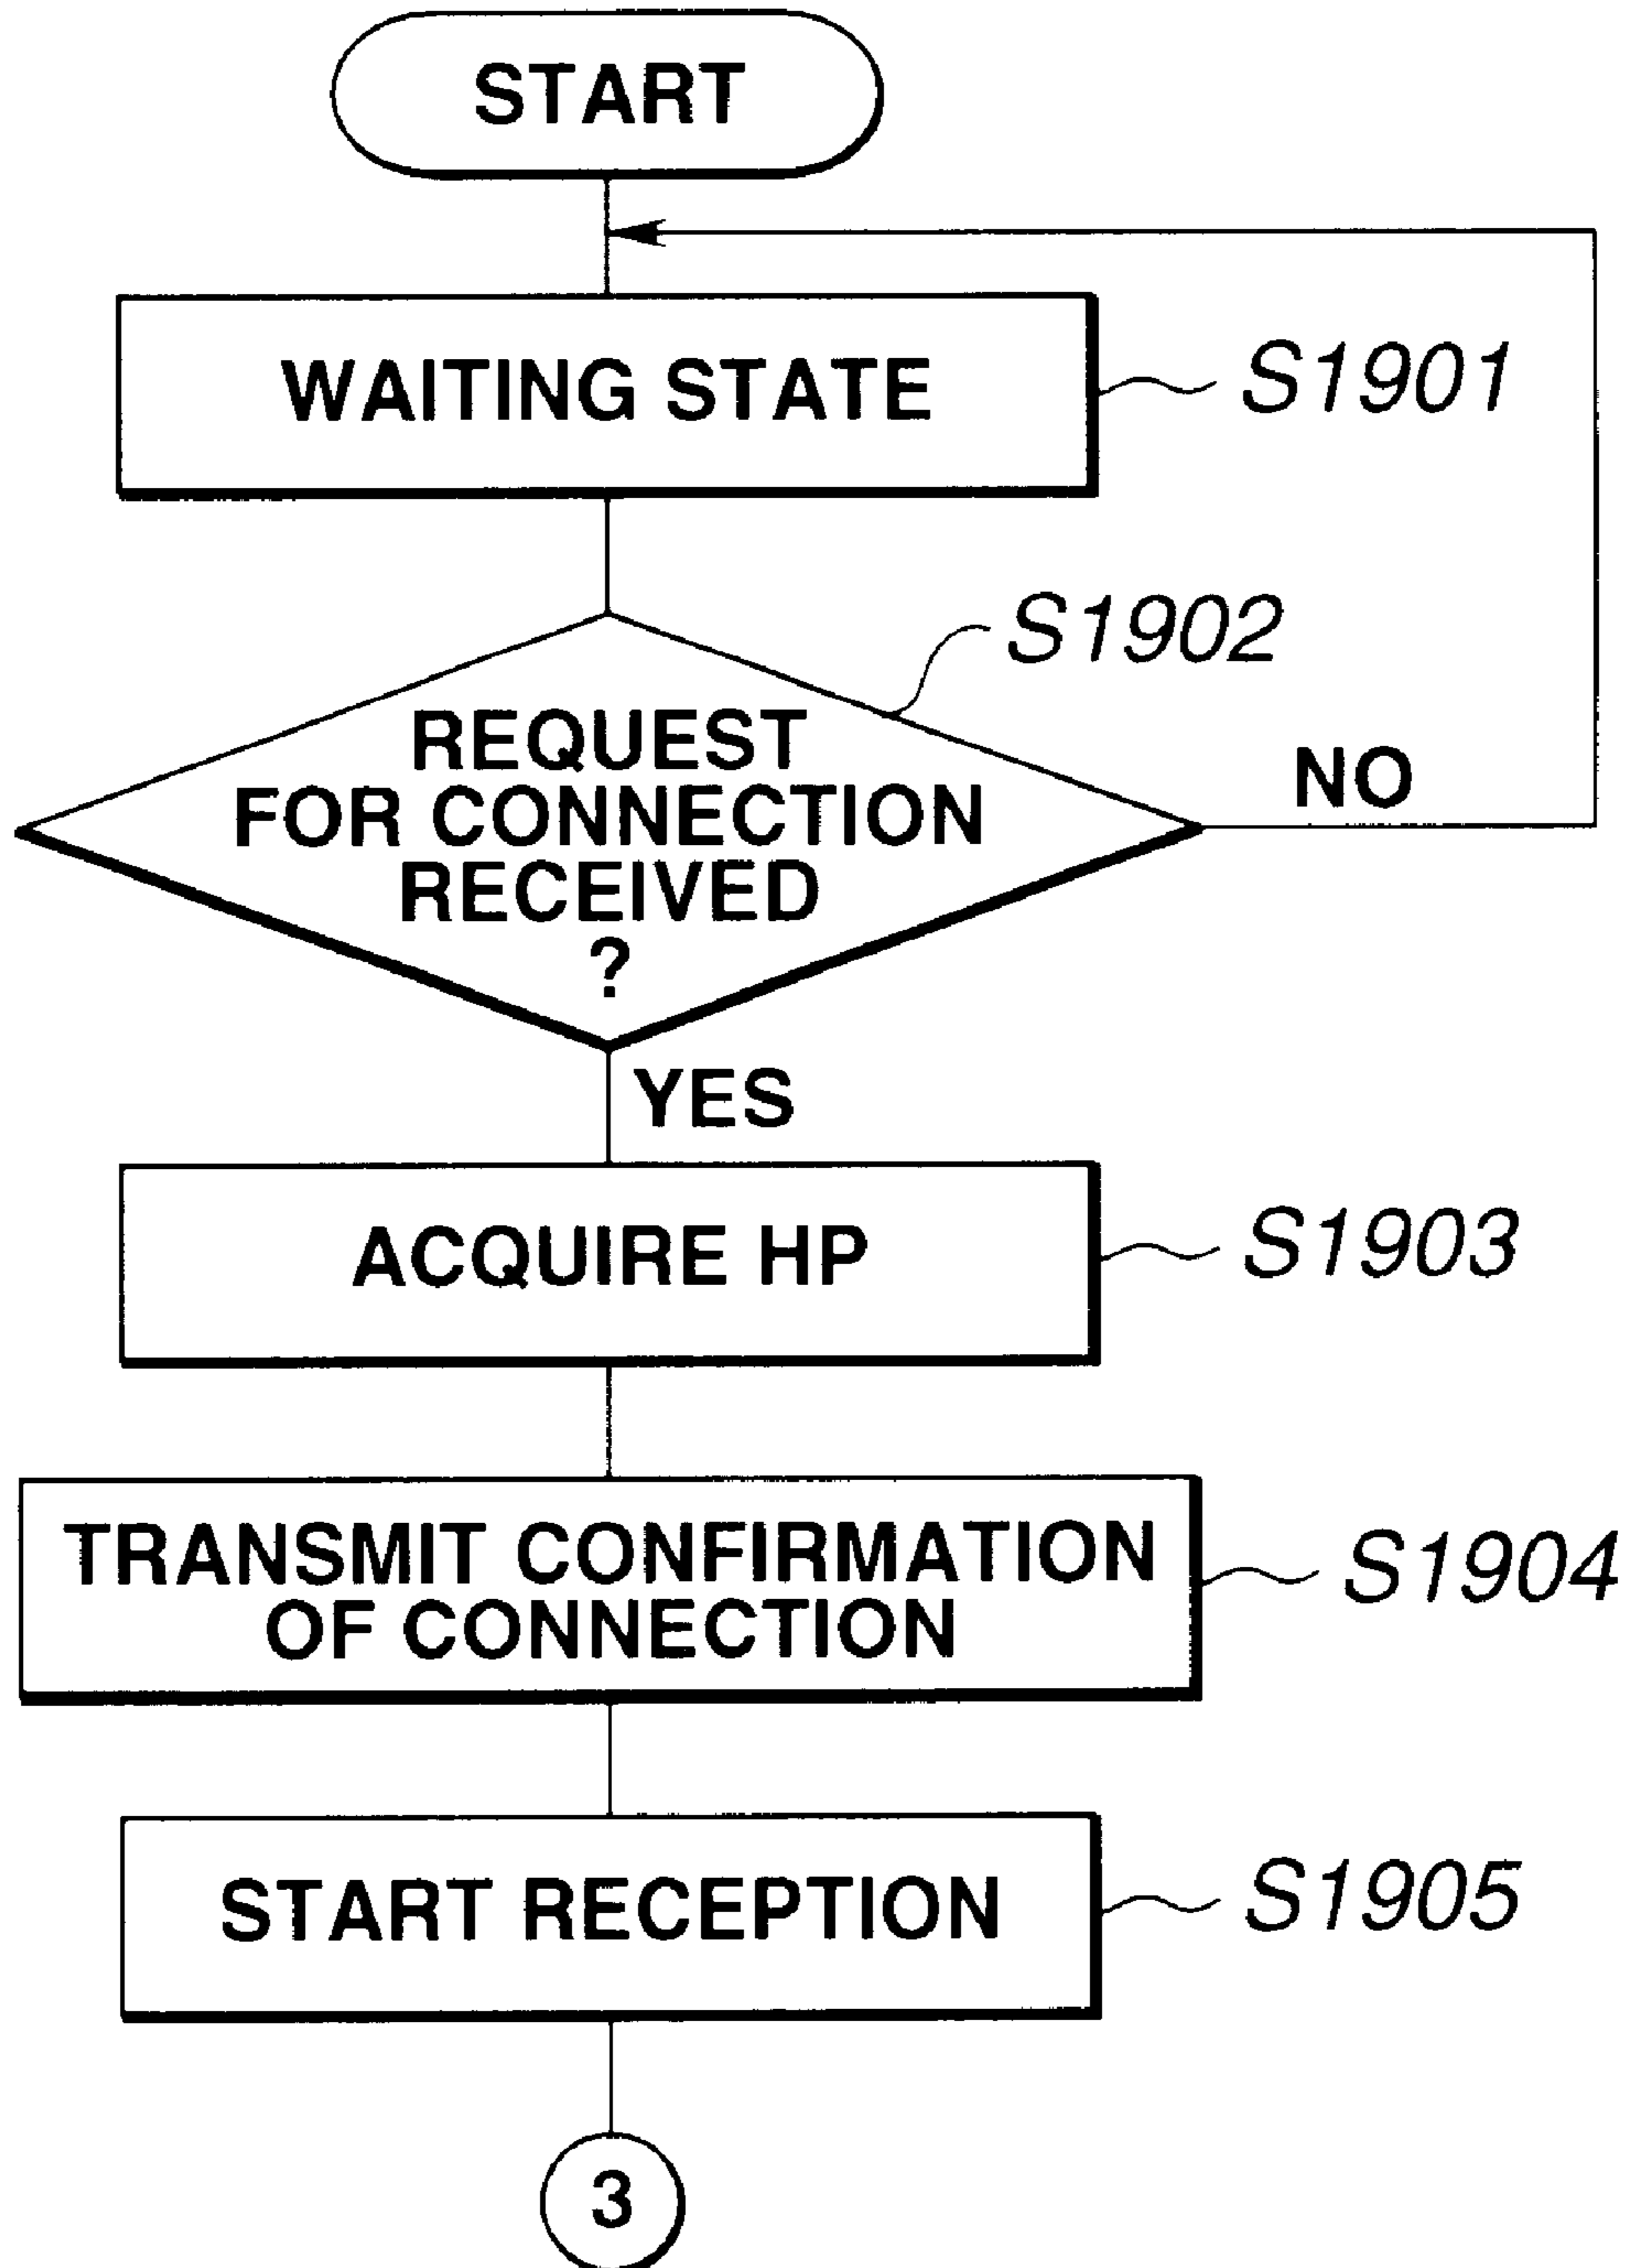 START
WAITING STATE
S1901
S1902
REQUEST
FOR CONNECTION
RECEIVED
?
NO
YES
ACQUIRE HP
S1903
TRANSMIT CONFIRMATION
OF CONNECTION
S1904
START RECEPTION
S1905
3